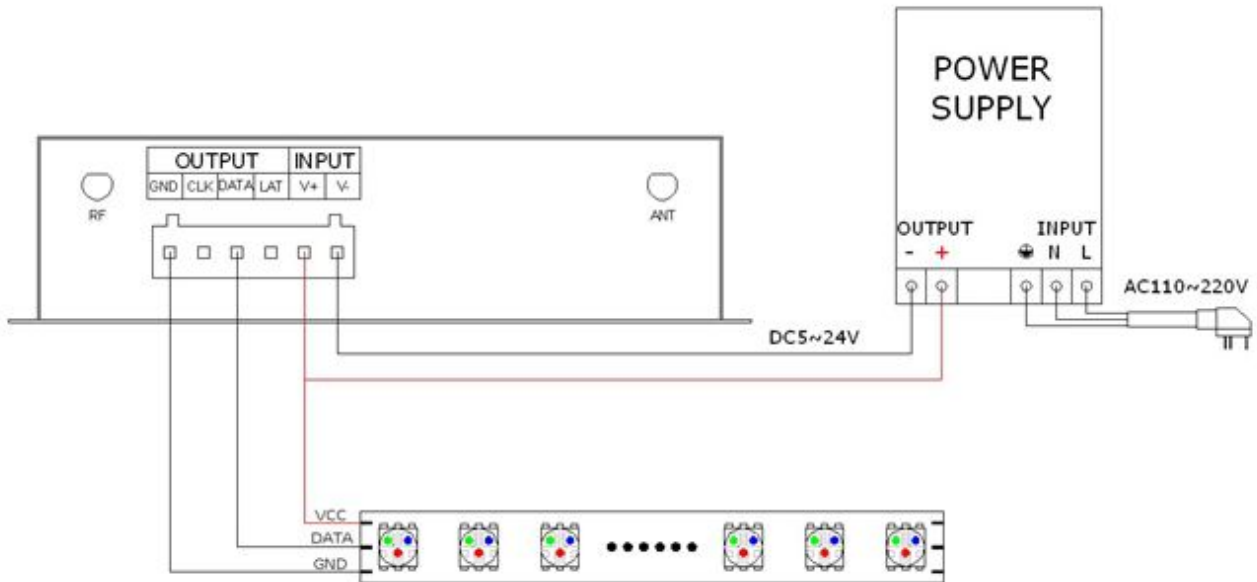 POWER
SUPPLY
OUTPUT INPUT
GND CLK DATA LAT V+ V-
RF
ANT
OUTPUT INPUT
- + N L
AC110~220V
DC5~24V
VCC
DATA
GND